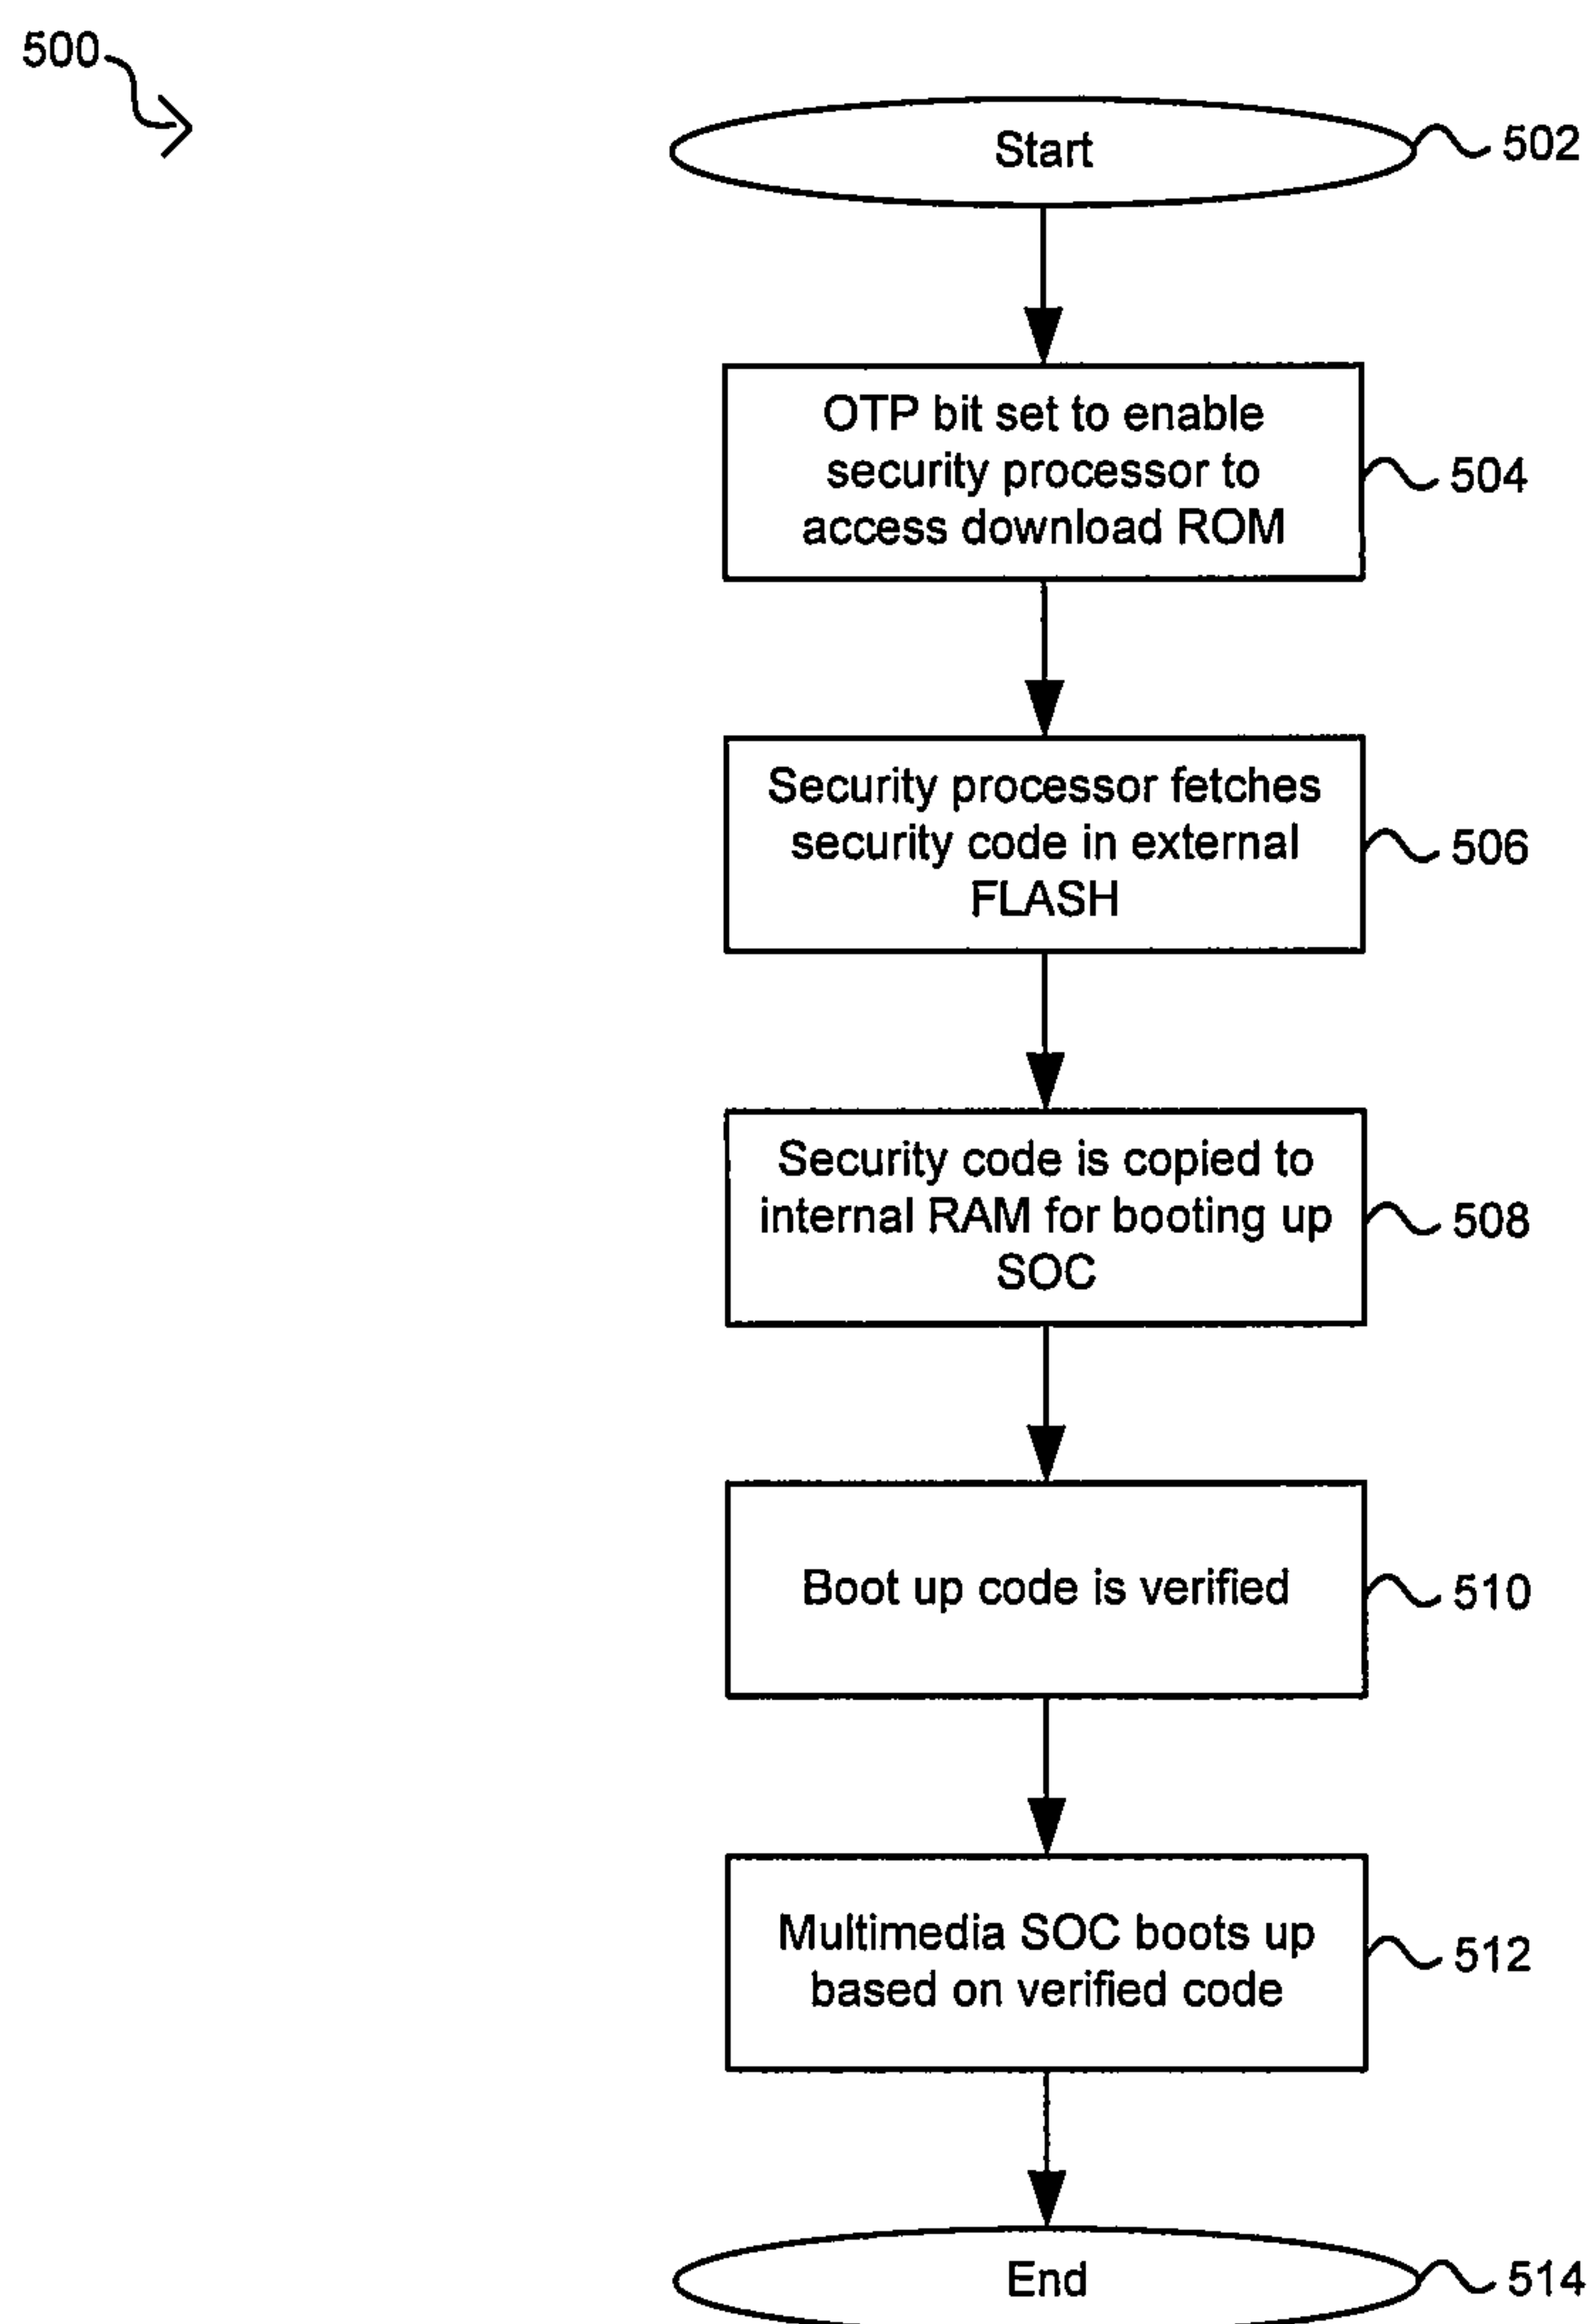 500
Start
502
OTP bit set to enable
security processor to
access download ROM
504
Security processor fetches
security code in external
FLASH
506
Security code is copied to
internal RAM for booting up
SOC
508
Boot up code is verified
510
Multimedia SOC boots up
based on verified code
512
End
514